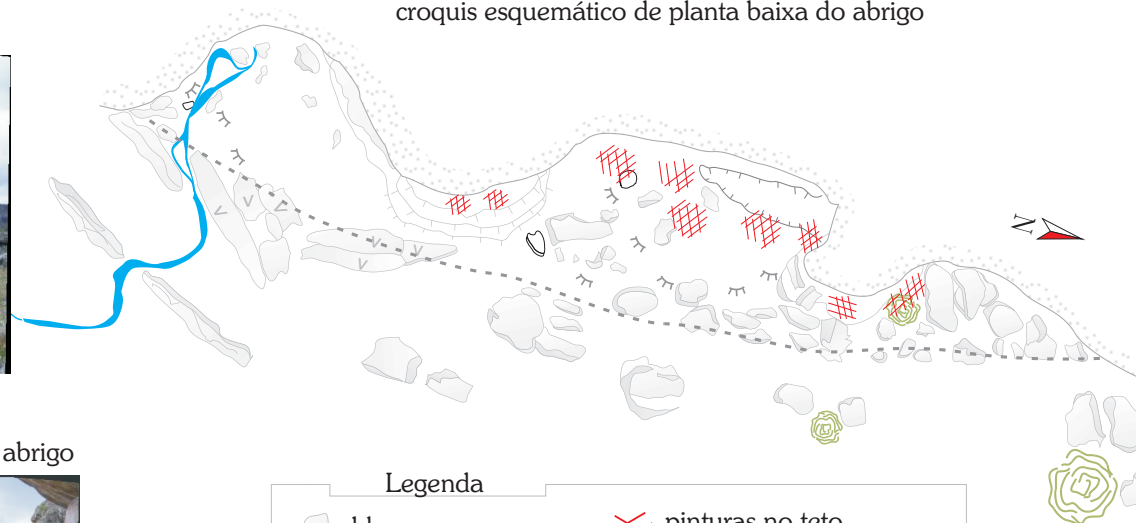 croquis esquemático de planta baixa do abrigo
N
abrigo
Legenda
pinturas no teto